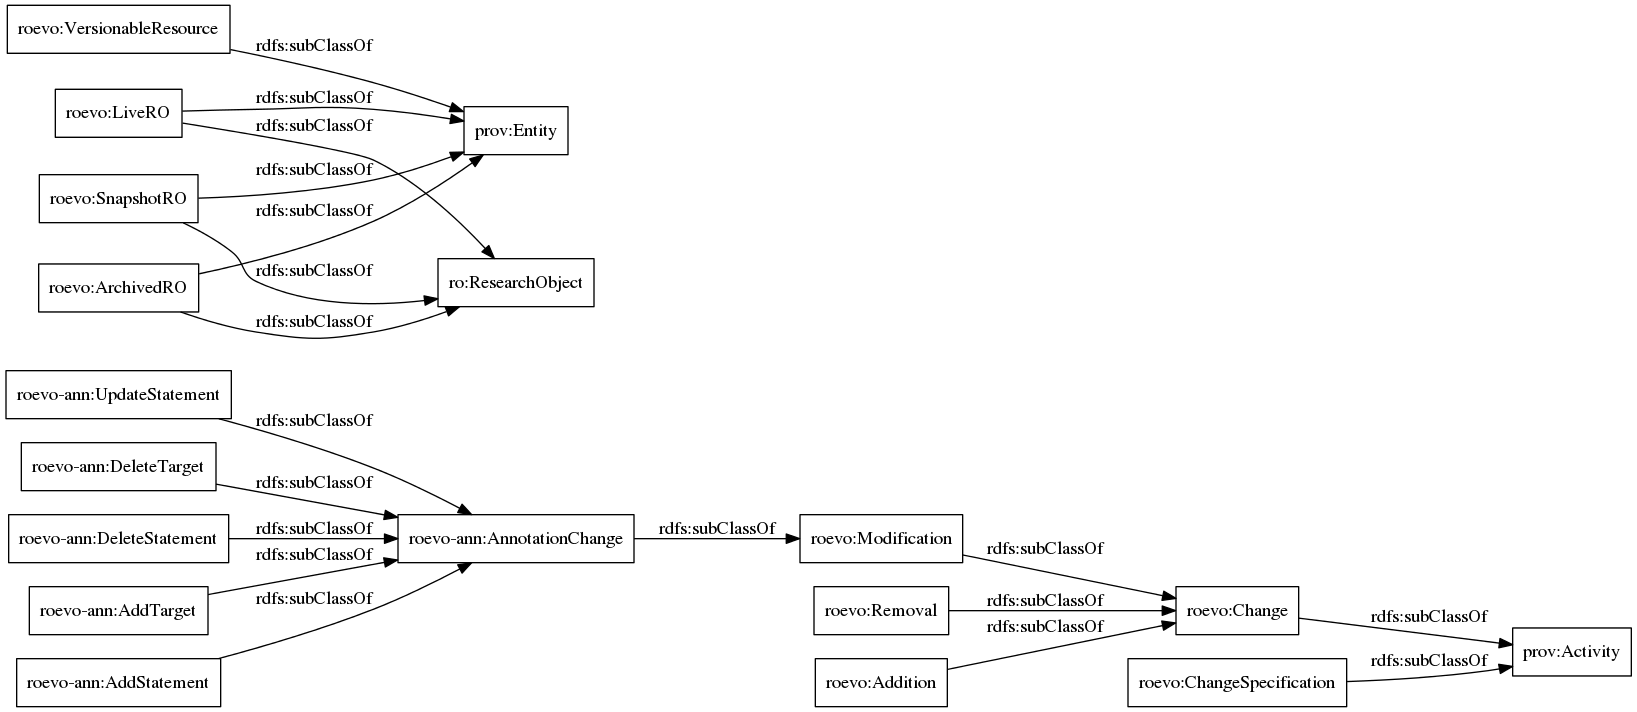 roevo:VersionableResource
rdfs:subClassOf
roevo:LiveRO
rdfs:subClassOf
rdfs:subClassOf
prov:Entity
roevo:SnapshotRO
rdfs:subClassOf
rdfs:subClassOf
roevo:ArchivedRO
rdfs:subClassOf
ro:ResearchObject
rdfs:subClassOf
roevo-ann:UpdateStatement
rdfs:subClassOf
roevo-ann:DeleteTarget
rdfs:subClassOf
roevo-ann:DeleteStatement
rdfs:subClassOf
roevo-ann:AnnotationChange
rdfs:subClassOf
roevo:Modification
rdfs:subClassOf
rdfs:subClassOf
roevo-ann:AddTarget
rdfs:subClassOf
roevo:Removal
rdfs:subClassOf
roevo:Change
rdfs:subClassOf
rdfs:subClassOf
prov:Activity
roevo-ann:AddStatement
roevo:Addition
roevo:ChangeSpecification
rdfs:subClassOf